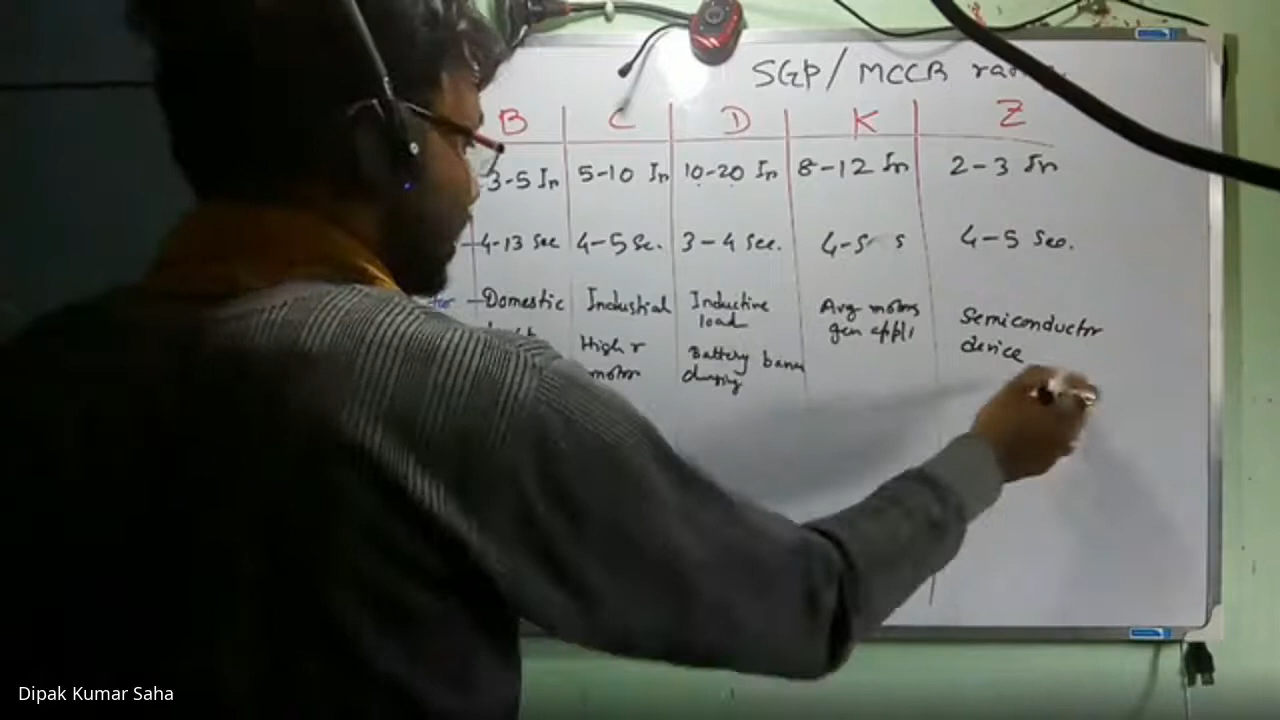 SGP/ MCCB
B C D K Z
3-5 In 5-10 In 10-20 In 8-12 In 2-3 In
4-13 Sec 4-5 Sc. 3-4 Sec. 4-5 s 4-5 Sec.
Domestic Industrial Inductive load Avg motors gen appli Semiconductor device
High r motor Battery bank charging
Dipak Kumar Saha